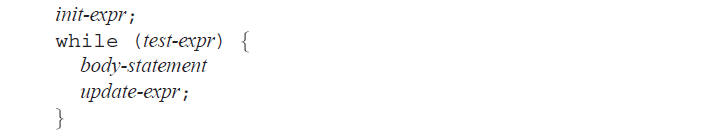 init-expr;
while (test-expr) {
body-statement
update-expr;
}